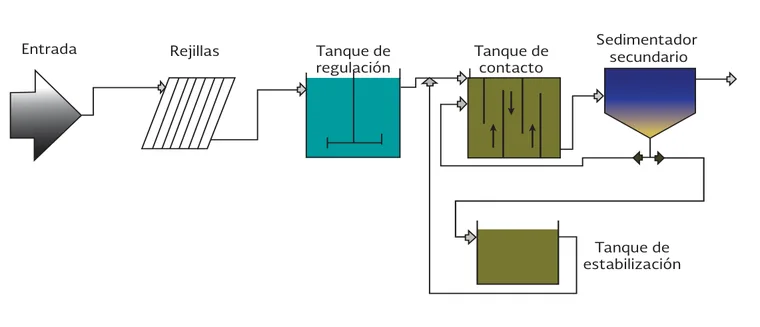 Entrada
Rejillas
Tanque de
regulación
Tanque de
contacto
Sedimentador
secundario
Tanque de
estabilización